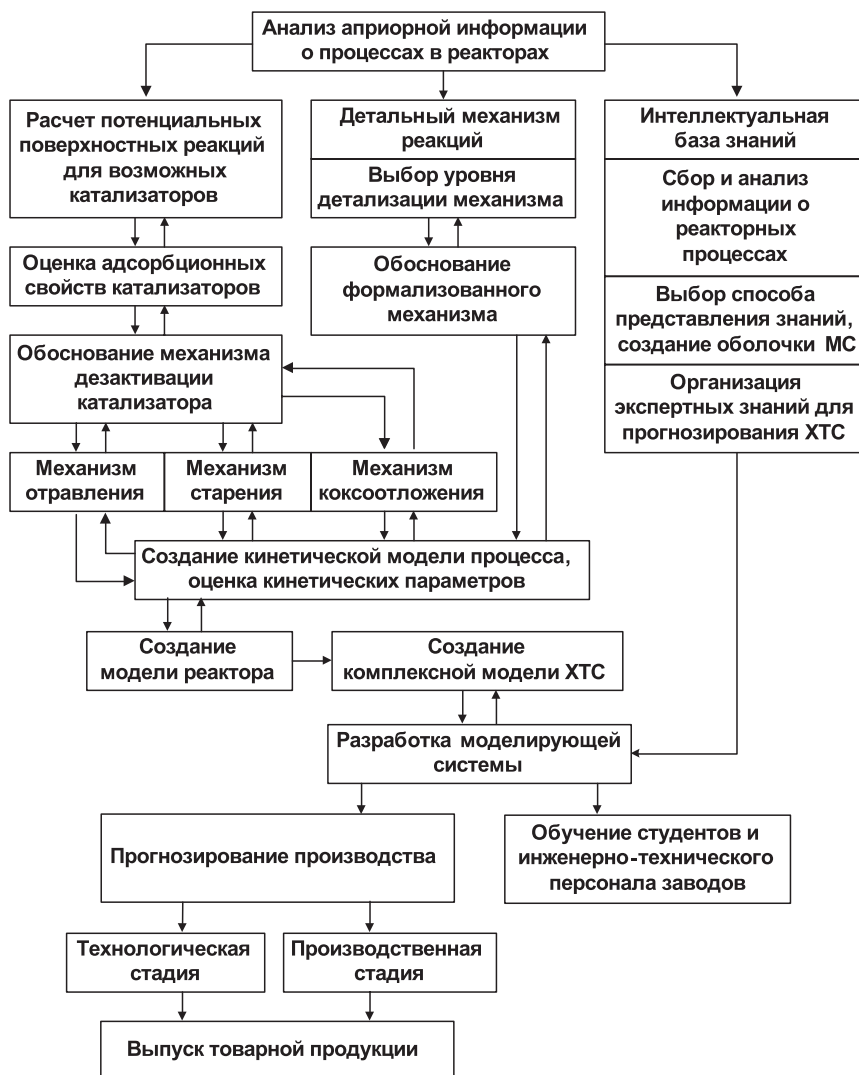 Анализ априорной информации
о процессах в реакторах
Расчет потенциальных
поверхностных реакций
для возможных
катализаторов
Детальный механизм
реакций
Выбор уровня
детализации механизма
Интеллектуальная
база знаний
Сбор и анализ
информации о
реакторных
процессах
Оценка адсорбционных
свойств катализаторов
Обоснование
формализованного
механизма
Выбор способа
представления знаний,
создание оболочки МС
Обоснование механизма
дезактивации
катализатора
Организация
экспертных знаний для
прогнозирования ХТС
Механизм
отравления
Механизм
старения
Механизм
коксоотложения
Создание кинетической модели процесса,
оценка кинетических параметров
Создание
модели реактора
Создание
комплексной модели ХТС
Разработка моделирующей
системы
Прогнозирование производства
Обучение студентов и
инженерно-технического
персонала заводов
Технологическая
стадия
Производственная
стадия
Выпуск товарной продукции